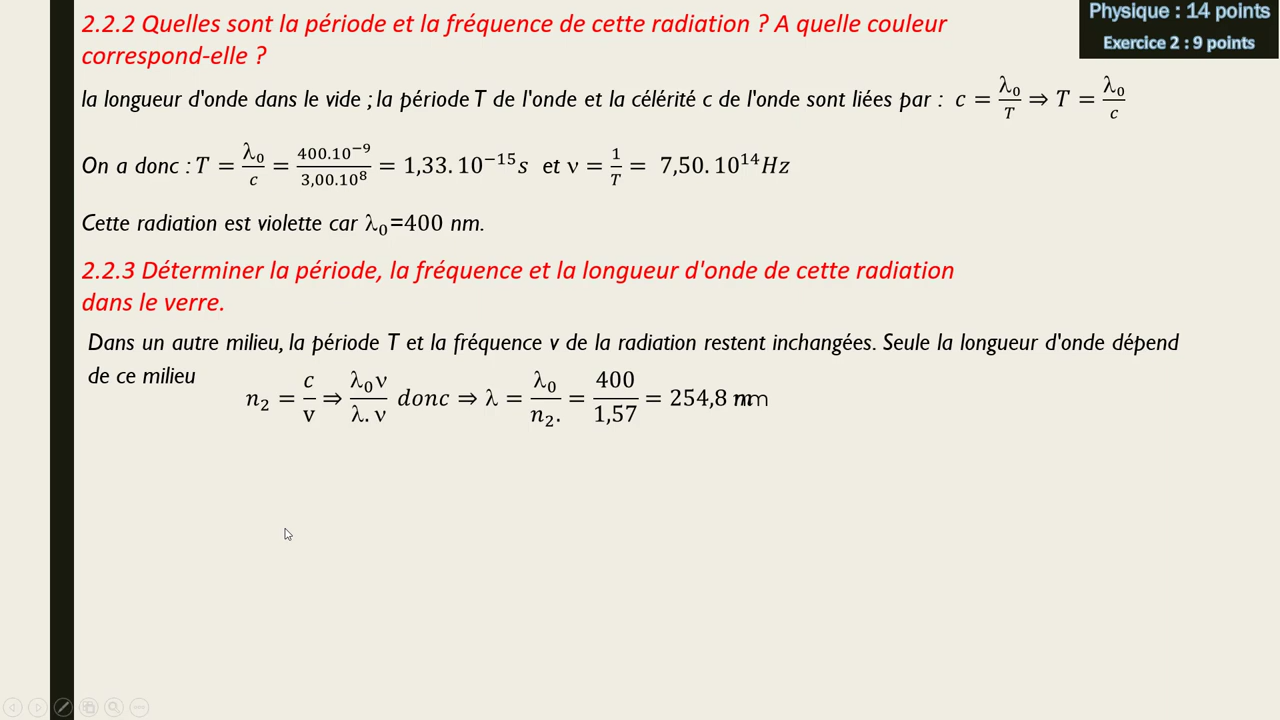 Physique : 14 points
Exercice 2 : 9 points
2.2.2 Quelles sont la période et la fréquence de cette radiation ? A quelle couleur
correspond-elle ?
la longueur d'onde dans le vide ; la période T de l'onde et la célérité c de l'onde sont liées par : c = λ₀/T ⇒ T = λ₀/c
On a donc : T = λ₀/c = 400.10⁻⁹/3,00.10⁸ = 1,33. 10⁻¹⁵s et ν = 1/T = 7,50. 10¹⁴Hz
Cette radiation est violette car λ₀=400 nm.
2.2.3 Déterminer la période, la fréquence et la longueur d'onde de cette radiation
dans le verre.
Dans un autre milieu, la période T et la fréquence ν de la radiation restent inchangées. Seule la longueur d'onde dépend
de ce milieu
n₂ = c/v ⇒ λ₀ν/λ. ν donc ⇒ λ = λ₀/n₂. = 400/1,57 = 254,8 nm